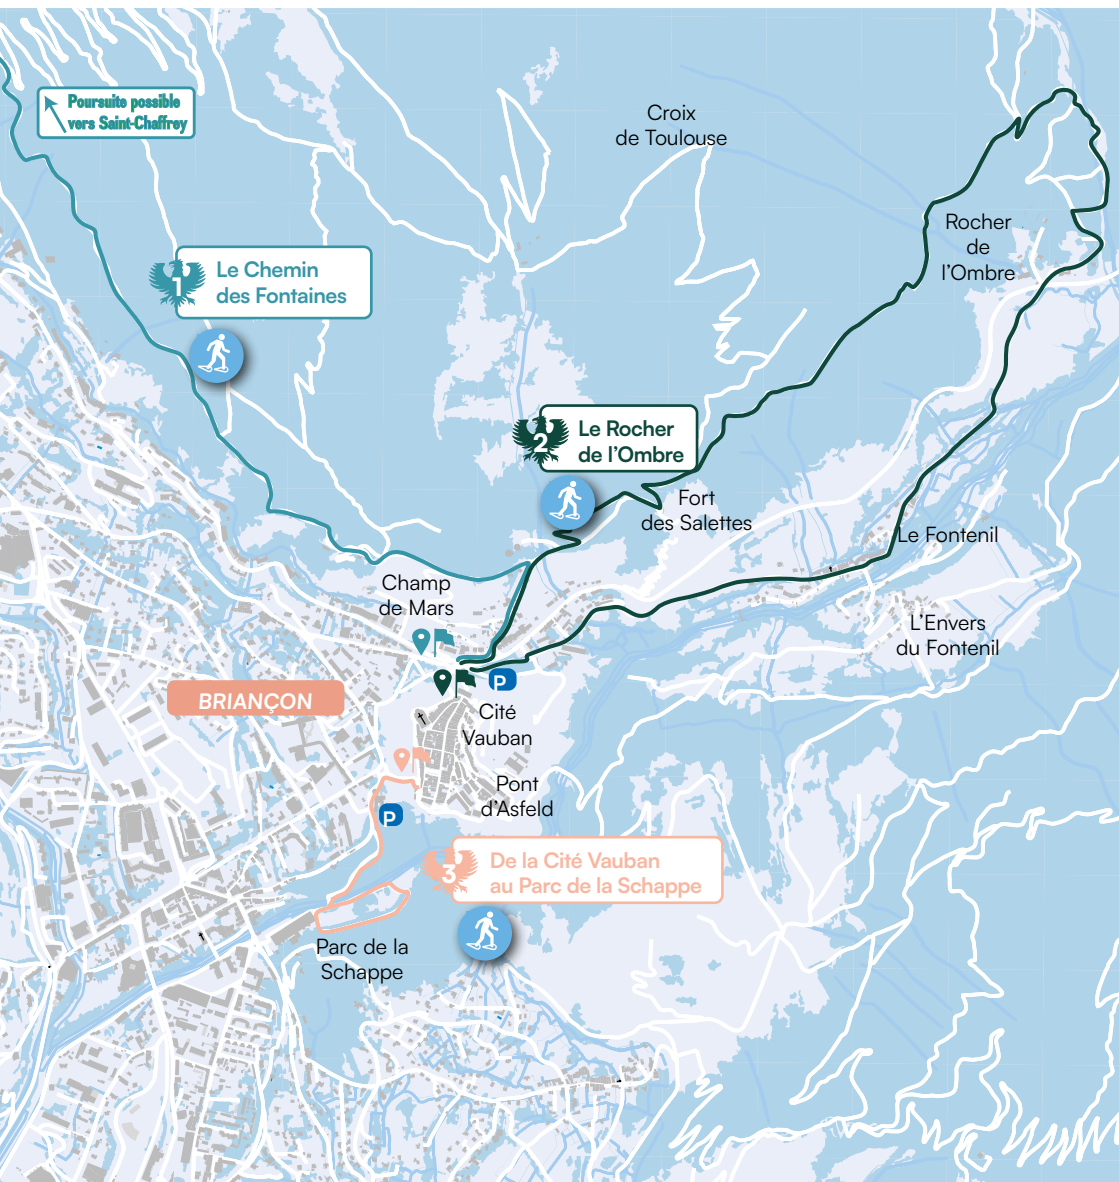 Poursuite possible
vers Saint-Chaffrey
Croix
de Toulouse
Rocher
de
l'Ombre
1
Le Chemin
des Fontaines
2
Le Rocher
de l'Ombre
Fort
des Salettes
Le Fontenil
Champ
de Mars
L'Envers
du Fontenil
P
BRIANÇON
Cité
Vauban
Pont
d'Asfeld
P
3
De la Cité Vauban
au Parc de la Schappe
Parc de la
Schappe